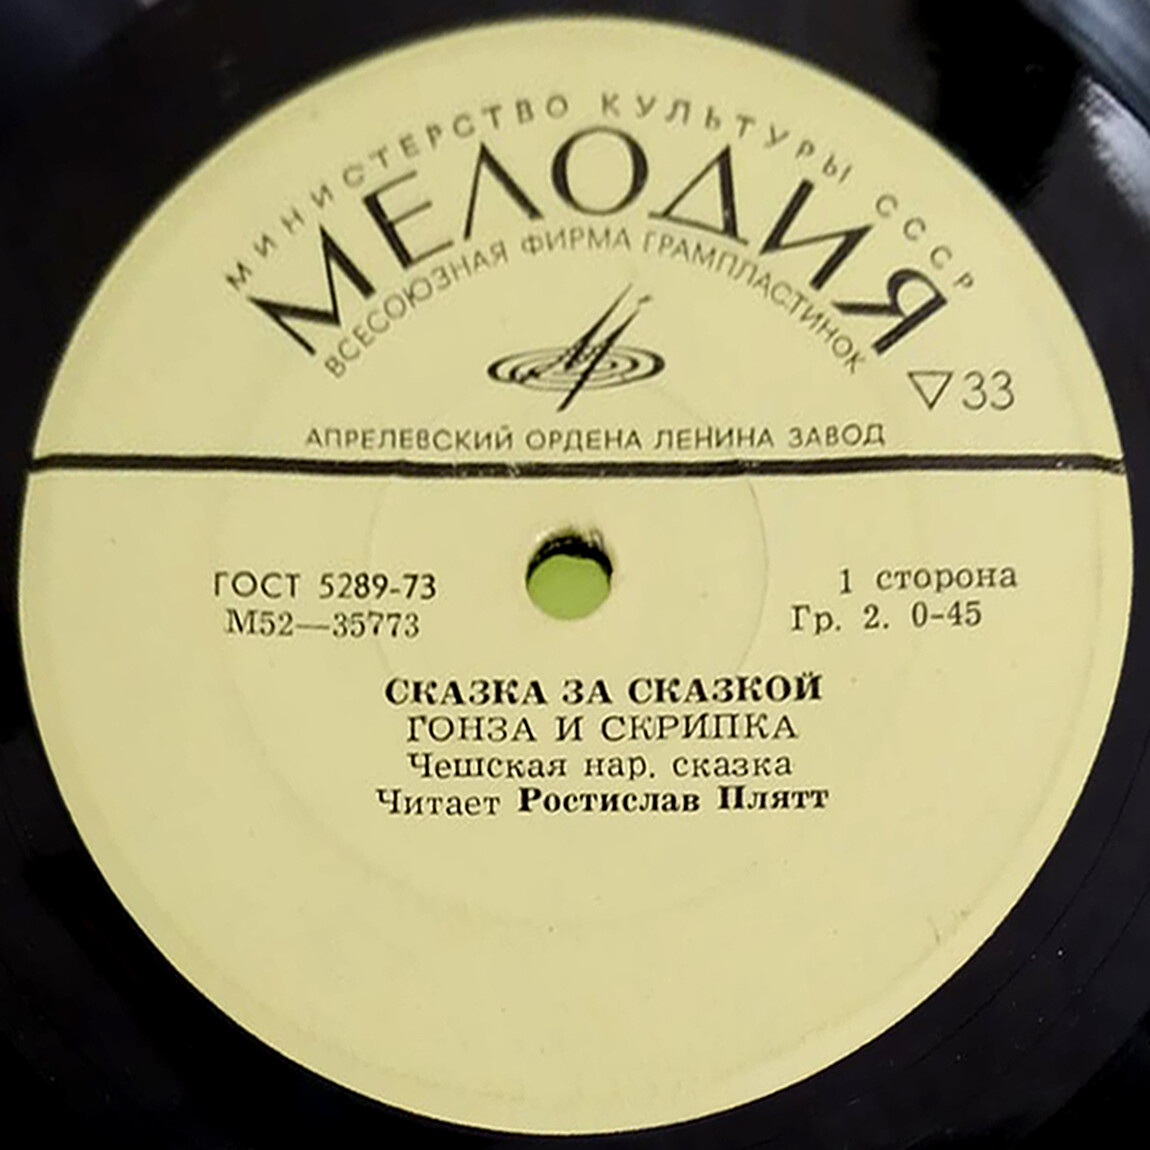 МИНИСТЕРСТВО КУЛЬТУРЫ СССР
МЕЛОДИЯ
ВСЕСОЮЗНАЯ ФИРМА ГРАМПЛАСТИНОК
▽33
АПРЕЛЕВСКИЙ ОРДЕНА ЛЕНИНА ЗАВОД
ГОСТ 5289-73
М52—35773
1 сторона
Гр. 2. 0-45
СКАЗКА ЗА СКАЗКОЙ
ГОНЗА И СКРИПКА
Чешская нар. сказка
Читает Ростислав Плятт